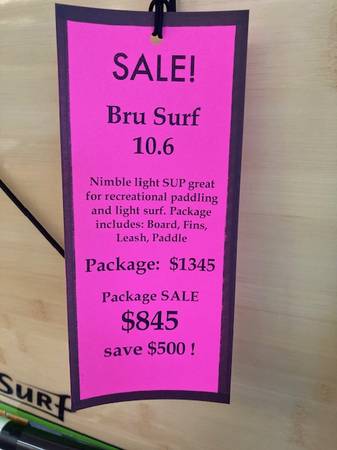 SALE!
Bru Surf
10.6
Nimble light SUP great
for recreational paddling
and light surf. Package
includes: Board, Fins,
Leash, Paddle
Package: $1345
Package SALE
$845
save $500 !
SURF